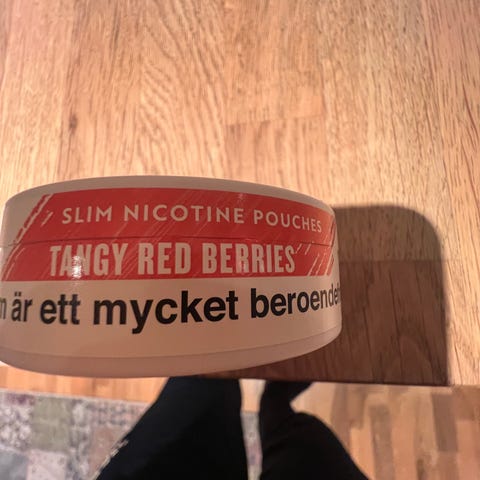 SLIM NICOTINE POUCHES
TANGY RED BERRIES
är ett mycket